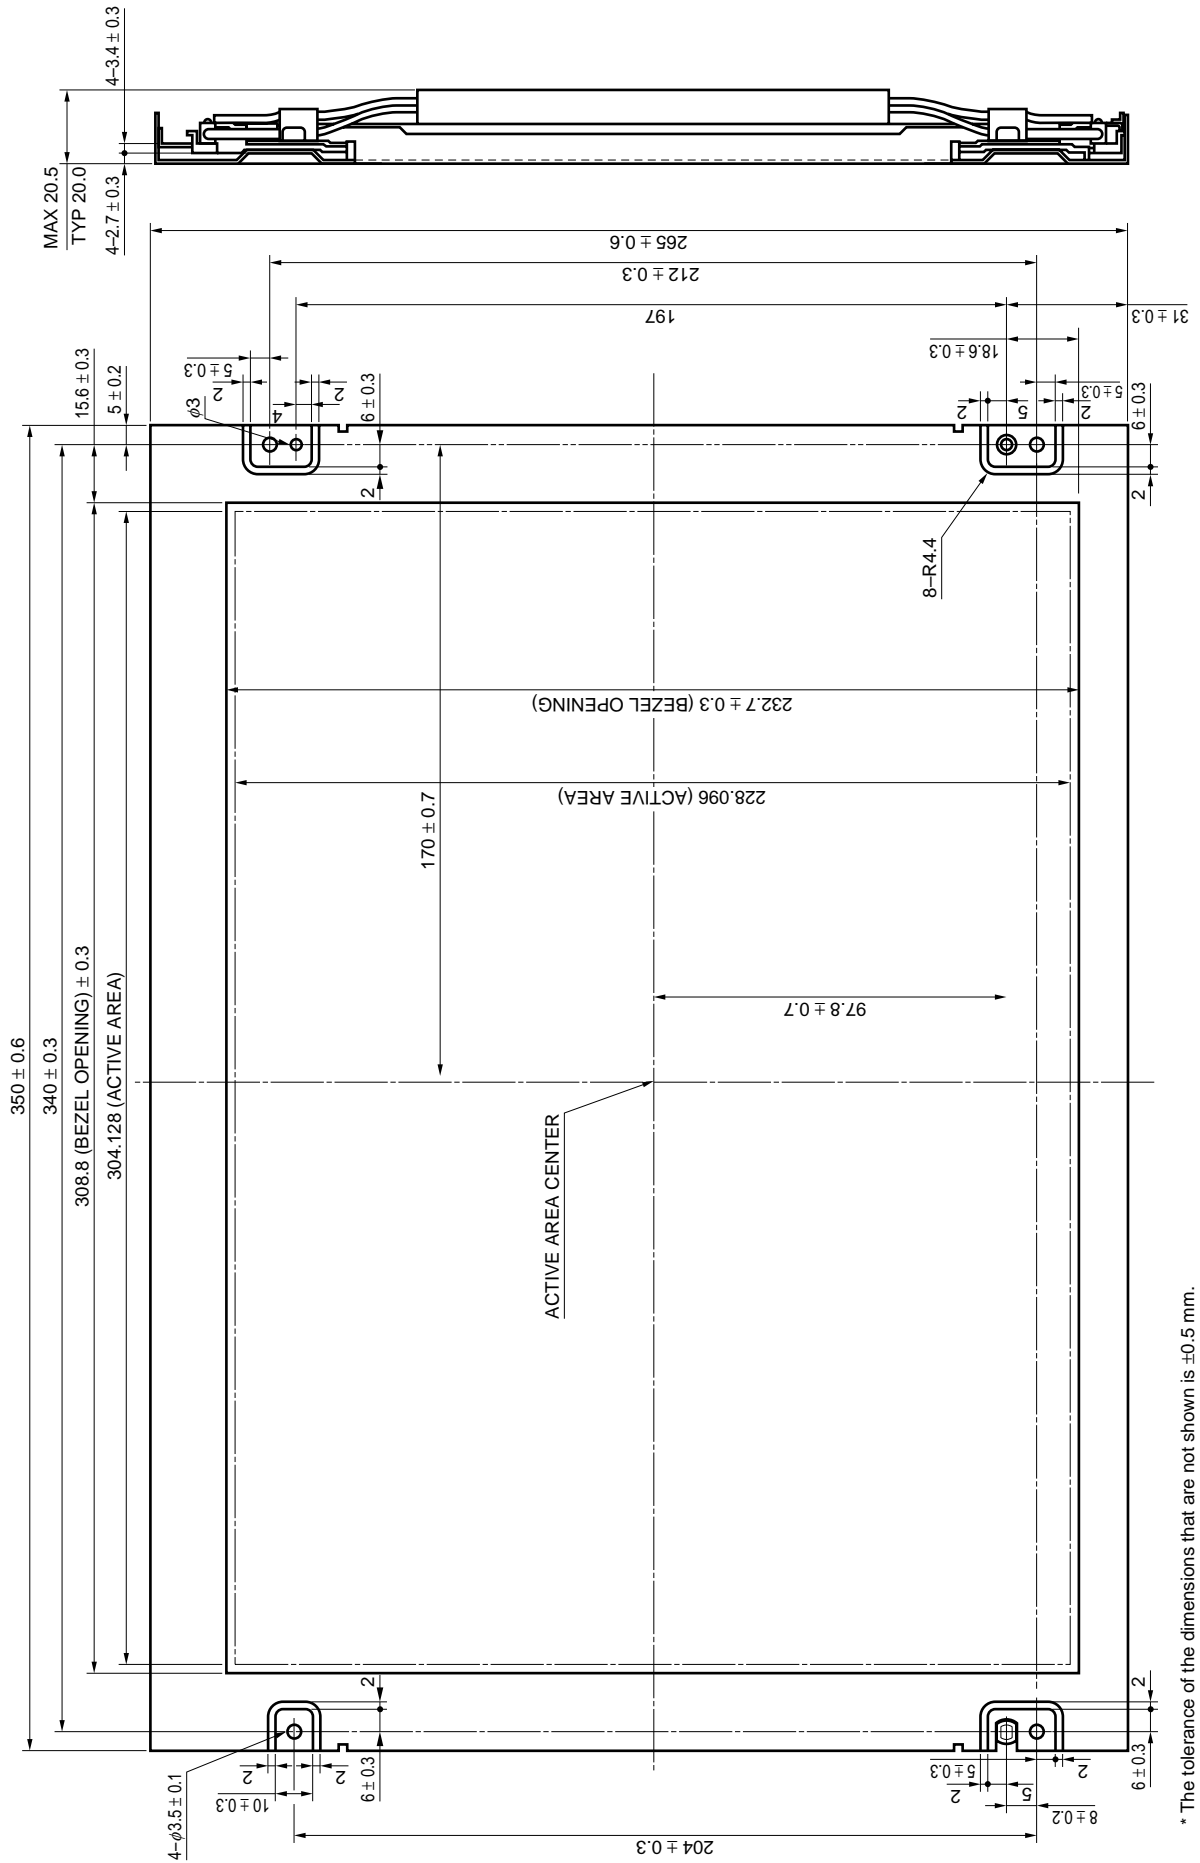 350 ± 0.6
340 ± 0.3
308.8 (BEZEL OPENING) ± 0.3
304.128 (ACTIVE AREA)
15.6 ± 0.3
5 ± 0.2
MAX 20.5
TYP 20.0
4–2.7 ± 0.3
4–3.4 ± 0.3
265 ± 0.6
212 ± 0.3
197
31 ± 0.3
18.6 ± 0.3
5 ± 0.3
2
φ3
4
2
6 ± 0.3
2
2
5
5 ± 0.3
2
6 ± 0.3
2
8–R4.4
232.7 ± 0.3 (BEZEL OPENING)
228.096 (ACTIVE AREA)
170 ± 0.7
97.8 ± 0.7
ACTIVE AREA CENTER
4–φ3.5 ± 0.1
2
10 ± 0.3
2
6 ± 0.3
2
204 ± 0.3
5 ± 0.3
2
5
2
8 ± 0.2
6 ± 0.3
2
* The tolerance of the dimensions that are not shown is ±0.5 mm.